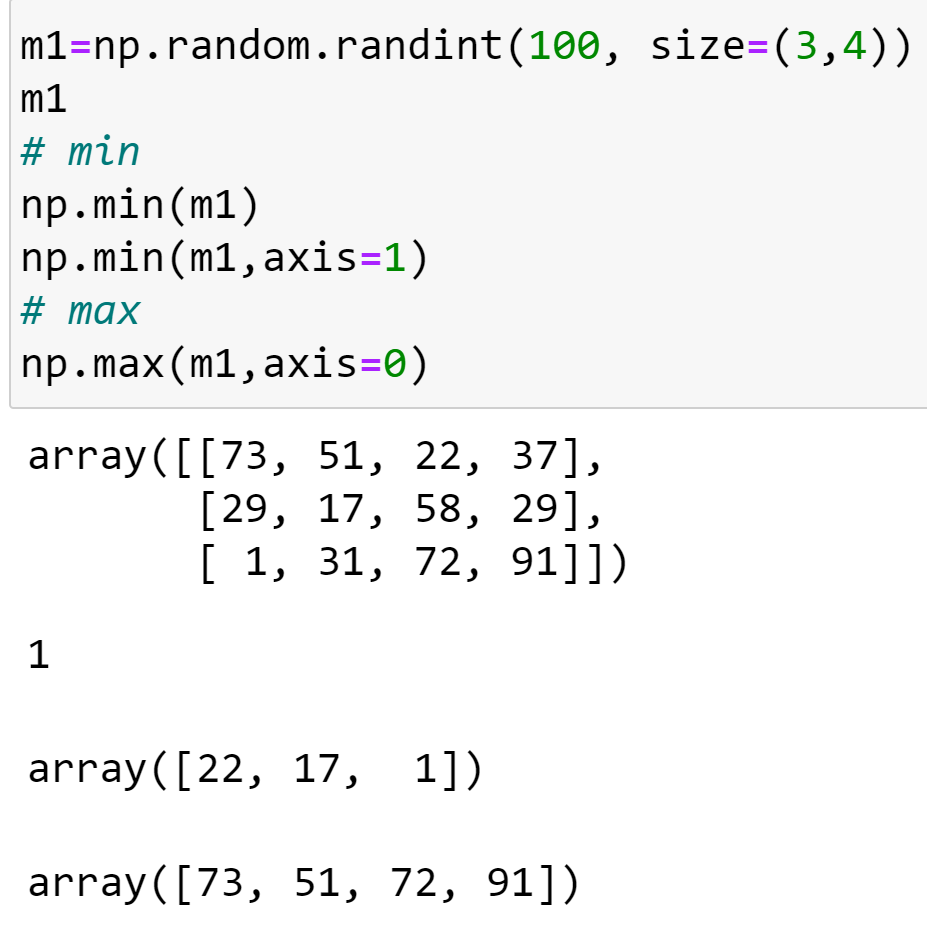 m1=np.random.randint(100, size=(3,4))
m1
# min
np.min(m1)
np.min(m1,axis=1)
# max
np.max(m1,axis=0)
array([[73, 51, 22, 37],
       [29, 17, 58, 29],
       [ 1, 31, 72, 91]])
1
array([22, 17,  1])
array([73, 51, 72, 91])